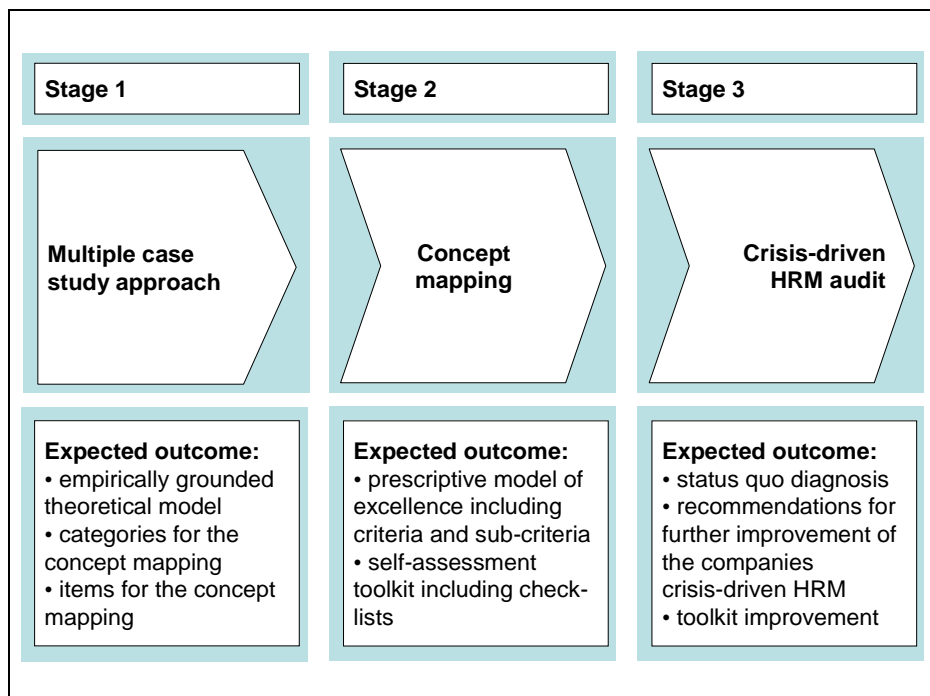 Stage 1
Stage 2
Stage 3
Multiple case
study approach
Concept
mapping
Crisis-driven
HRM audit
Expected outcome:
• empirically grounded
theoretical model
• categories for the
concept mapping
• items for the concept
mapping
Expected outcome:
• prescriptive model of
excellence including
criteria and sub-criteria
• self-assessment
toolkit including check-
lists
Expected outcome:
• status quo diagnosis
• recommendations for
further improvement of
the companies
crisis-driven HRM
• toolkit improvement